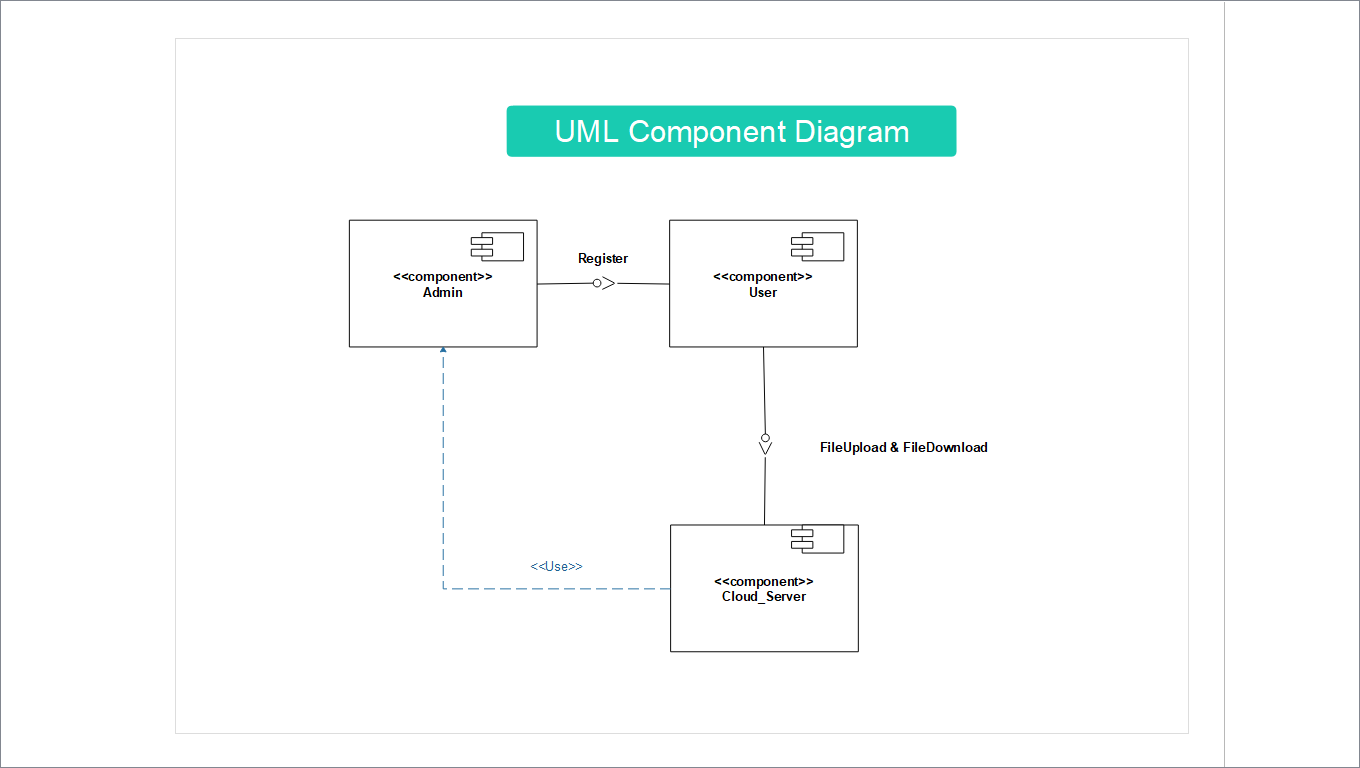 UML Component Diagram
Register
<<component>>
Admin
<<component>>
User
FileUpload & FileDownload
<<Use>>
<<component>>
Cloud_Server